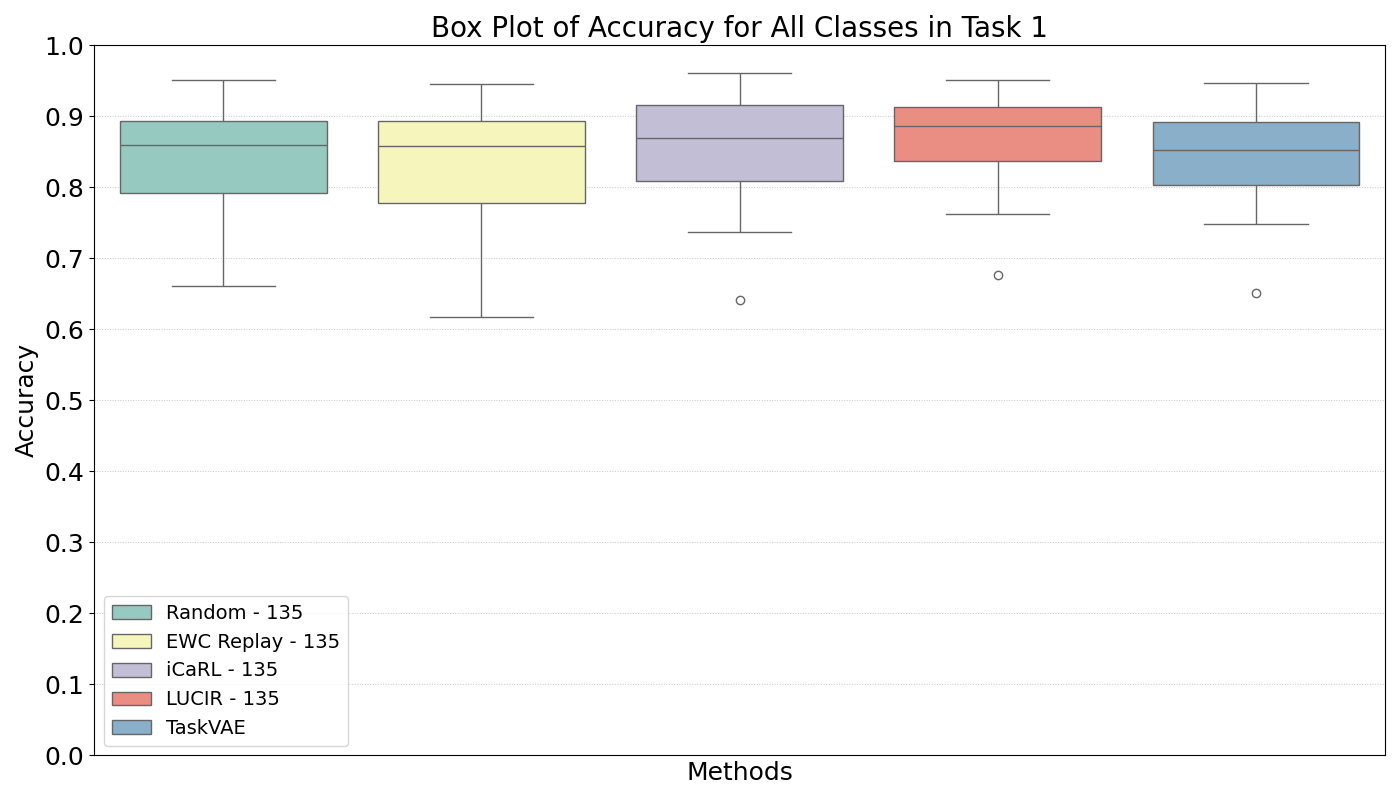 Box Plot of Accuracy for All Classes in Task 1
1.0
0.9
0.8
0.7
0.6
0.5
0.4
0.3
0.2
0.1
0.0
Accuracy
Random - 135
EWC Replay - 135
iCaRL - 135
LUCIR - 135
TaskVAE
Methods